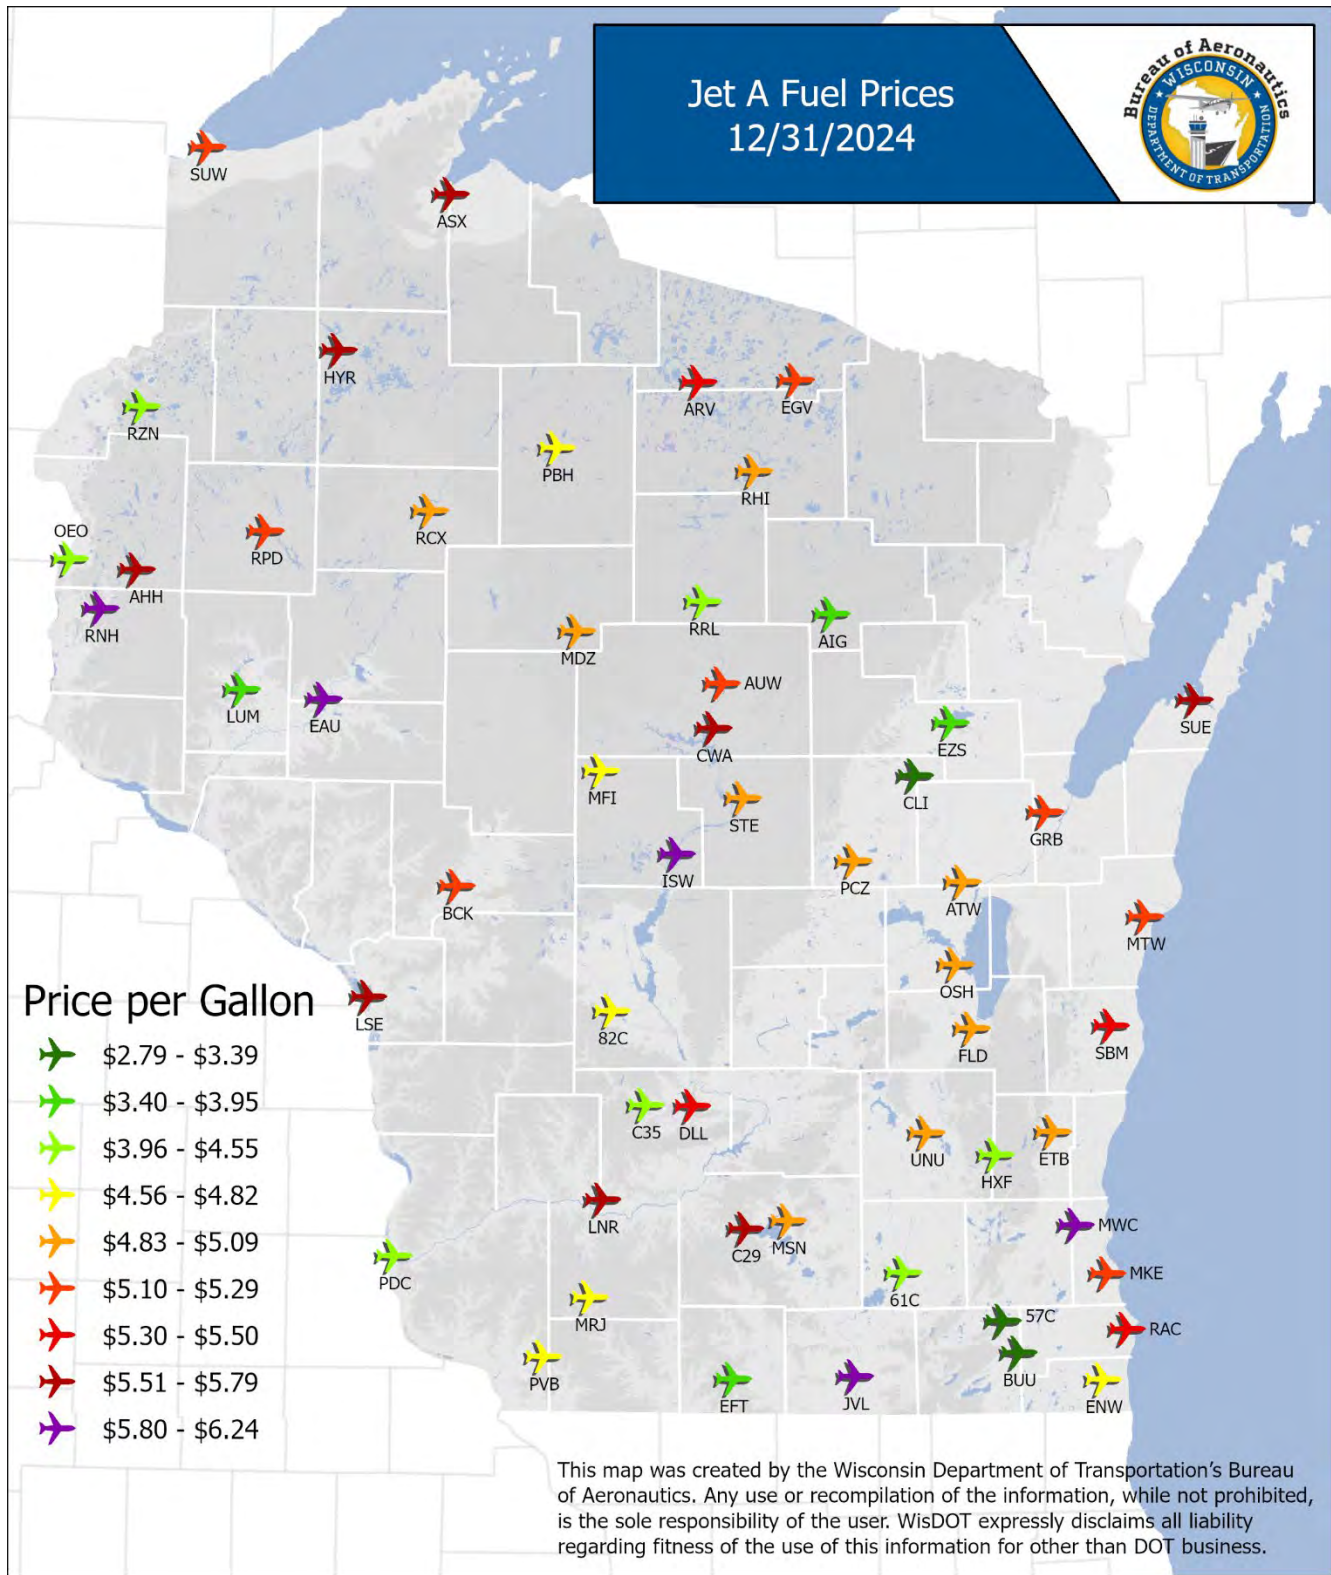 Jet A Fuel Prices
12/31/2024
Bureau of Aeronautics
WISCONSIN
DEPARTMENT OF TRANSPORTATION
SUW
ASX
HYR
ARV
EGV
RZN
PBH
RHI
OEO
RCX
RPD
AHH
RNH
RRL
AIG
MDZ
AUW
LUM
EAU
SUE
CWA
EZS
MFI
CLI
STE
GRB
ISW
PCZ
ATW
BCK
MTW
OSH
Price per Gallon
LSE
82C
FLD
SBM
$2.79 - $3.39
$3.40 - $3.95
$3.96 - $4.55
$4.56 - $4.82
$4.83 - $5.09
$5.10 - $5.29
$5.30 - $5.50
$5.51 - $5.79
$5.80 - $6.24
C35
DLL
UNU
HXF
ETB
LNR
C29
MSN
MWC
PDC
61C
MKE
MRJ
57C
RAC
PVB
BUU
EFT
JVL
ENW
This map was created by the Wisconsin Department of Transportation's Bureau
of Aeronautics. Any use or recompilation of the information, while not prohibited,
is the sole responsibility of the user. WisDOT expressly disclaims all liability
regarding fitness of the use of this information for other than DOT business.